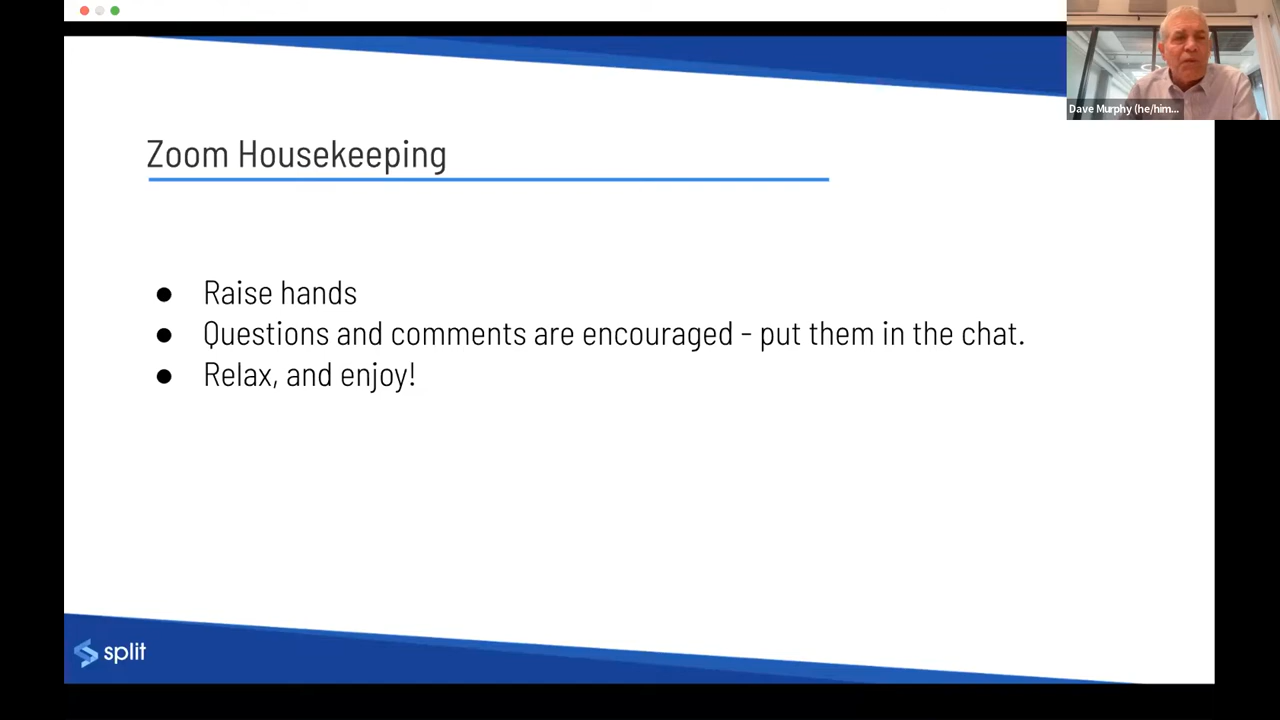 Dave Murphy (he/him...
Zoom Housekeeping
● Raise hands
● Questions and comments are encouraged - put them in the chat.
● Relax, and enjoy!
split